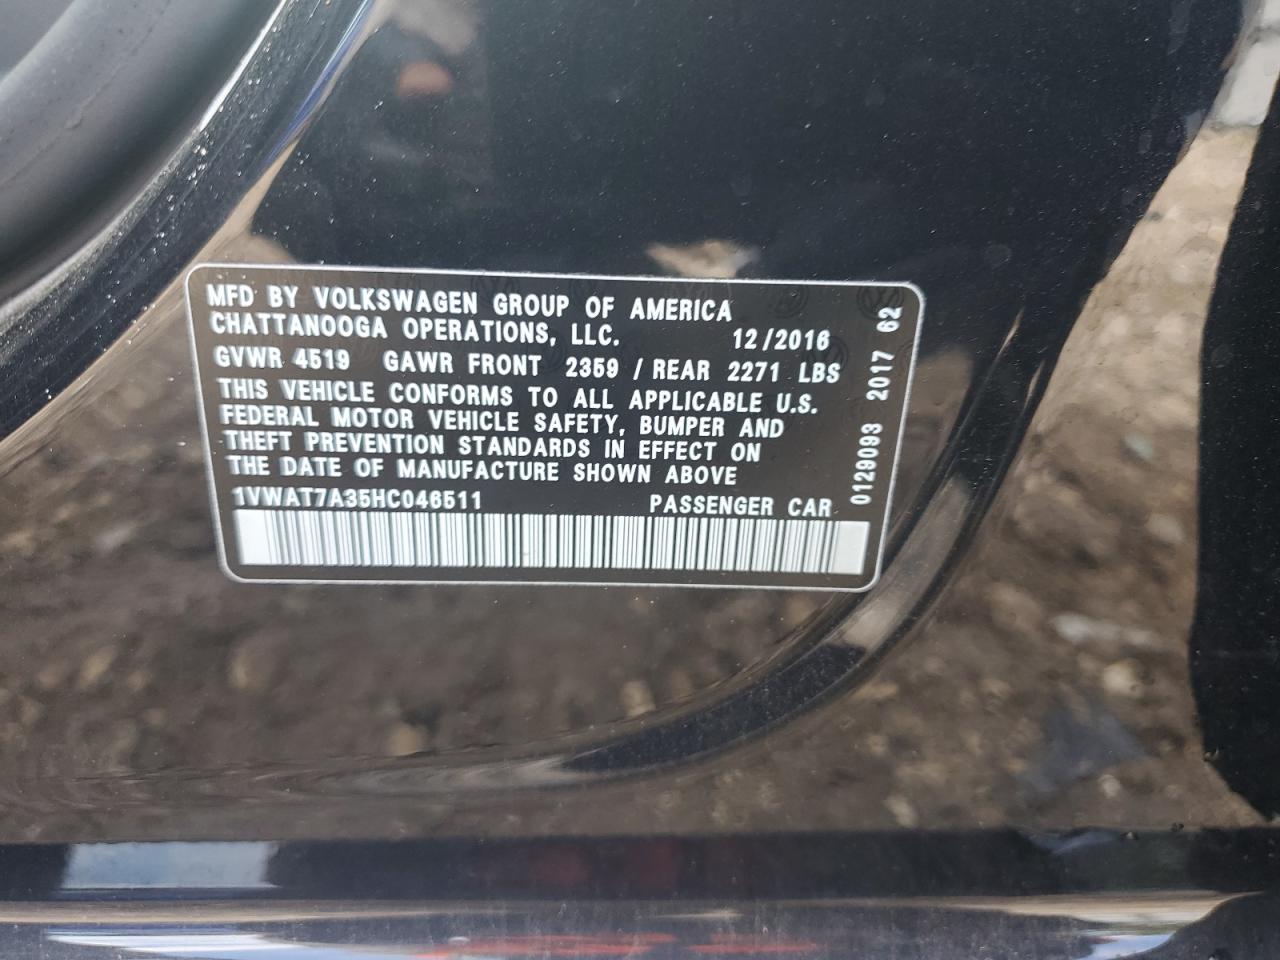 MFD BY VOLKSWAGEN GROUP OF AMERICA
CHATTANOOGA OPERATIONS, LLC. 12/2016
GVWR 4519 GAWR FRONT 2359 / REAR 2271 LBS
THIS VEHICLE CONFORMS TO ALL APPLICABLE U.S.
FEDERAL MOTOR VEHICLE SAFETY, BUMPER AND
THEFT PREVENTION STANDARDS IN EFFECT ON
THE DATE OF MANUFACTURE SHOWN ABOVE
1VWAT7A35HC046511 PASSENGER CAR
0129093 2017 62